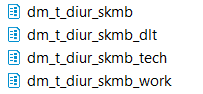 dm_t_diur_skmb
dm_t_diur_skmb_dlt
dm_t_diur_skmb_tech
dm_t_diur_skmb_work